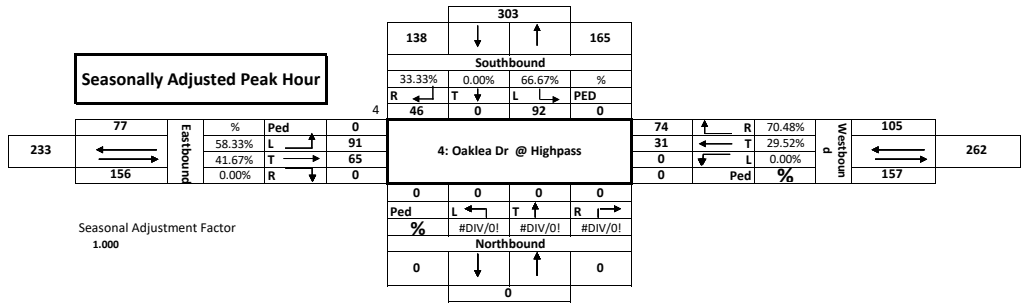 303
138 165
Southbound
Seasonally Adjusted Peak Hour
33.33% 0.00% 66.67% %
R T L PED
4 46 0 92 0
77 Eastbound % Ped 0 74 R 70.48% Westbound 105
233 58.33% L 91 4: Oaklea Dr @ Highpass 31 T 29.52% 262
41.67% T 65 0 L 0.00%
156 0.00% R 0 0 Ped % 157
0 0 0 0
Ped L T R
Seasonal Adjustment Factor % #DIV/0! #DIV/0! #DIV/0!
1.000 Northbound
0 0
0